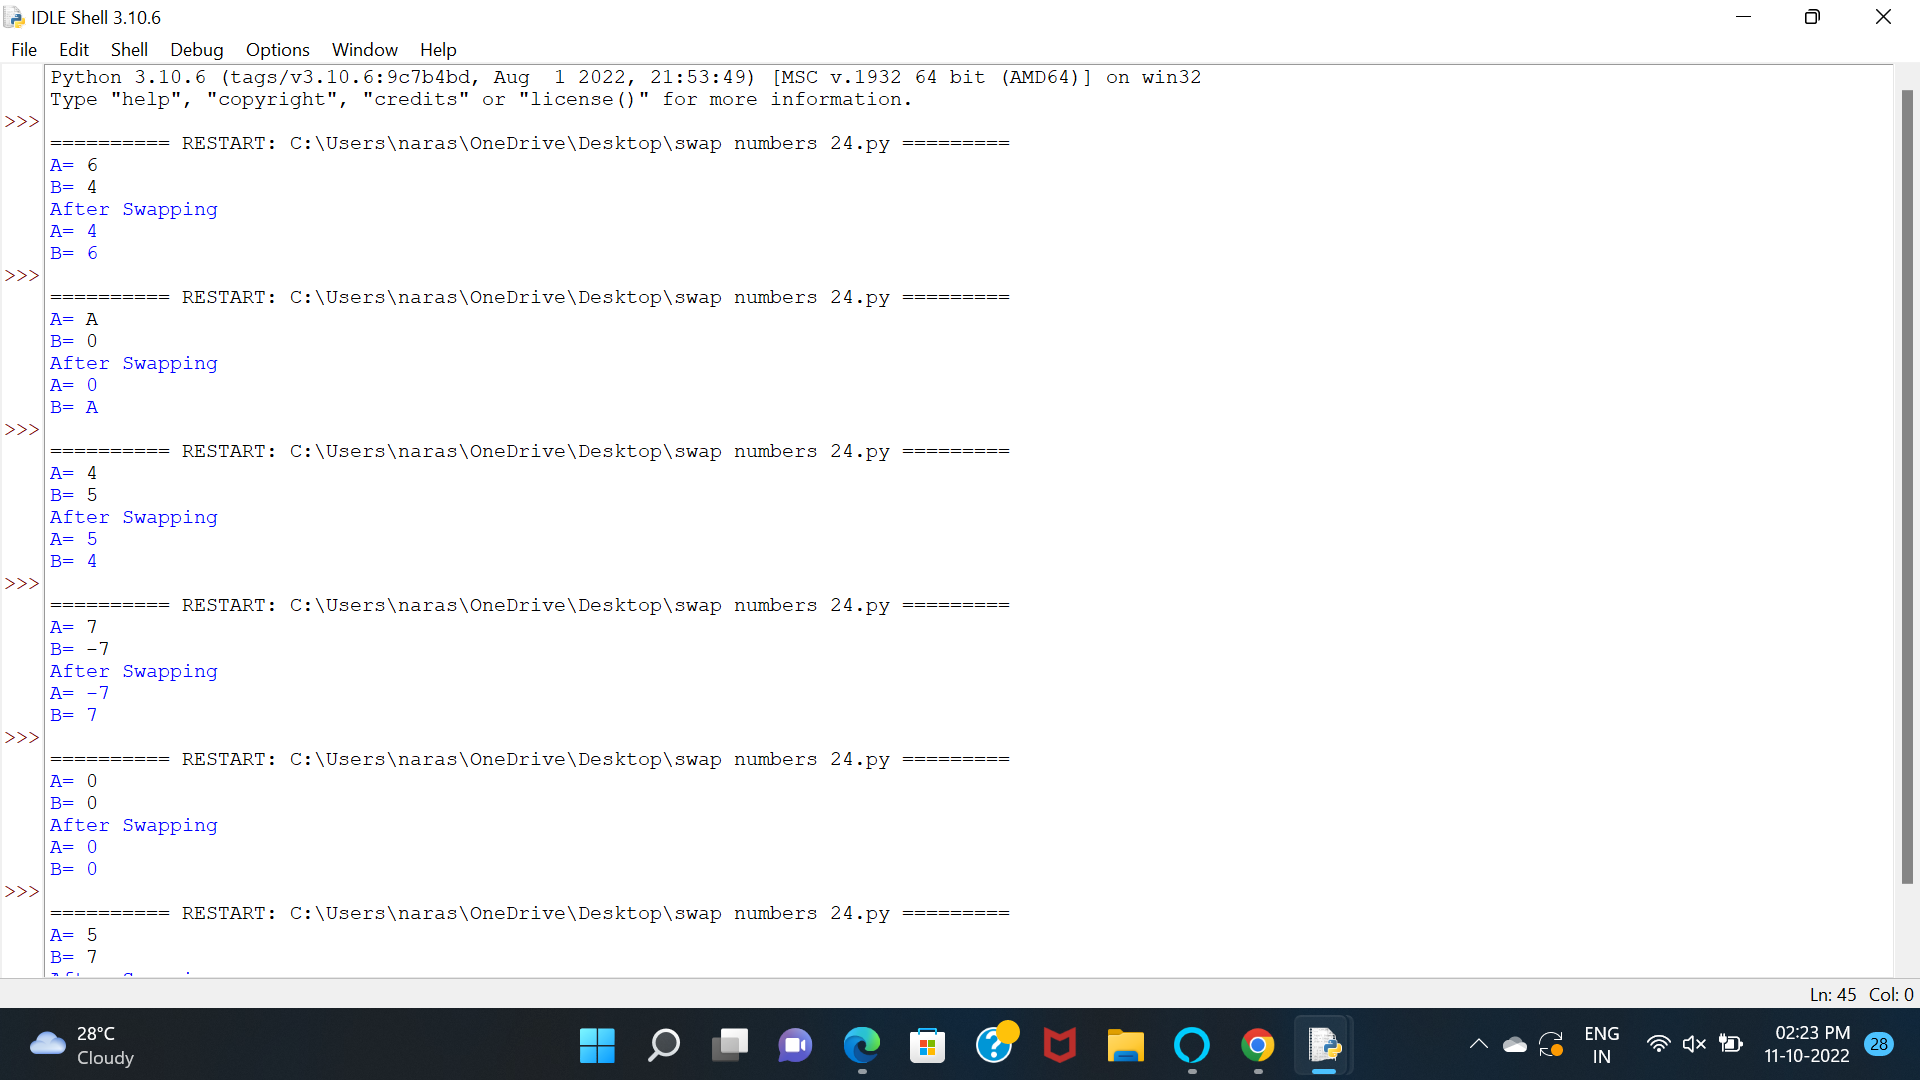 IDLE Shell 3.10.6
File Edit Shell Debug Options Window Help
Python 3.10.6 (tags/v3.10.6:9c7b4bd, Aug  1 2022, 21:53:49) [MSC v.1932 64 bit (AMD64)] on win32
Type "help", "copyright", "credits" or "license()" for more information.
>>>
========== RESTART: C:\Users\naras\OneDrive\Desktop\swap numbers 24.py =========
A= 6
B= 4
After Swapping
A= 4
B= 6
>>>
========== RESTART: C:\Users\naras\OneDrive\Desktop\swap numbers 24.py =========
A= A
B= 0
After Swapping
A= 0
B= A
>>>
========== RESTART: C:\Users\naras\OneDrive\Desktop\swap numbers 24.py =========
A= 4
B= 5
After Swapping
A= 5
B= 4
>>>
========== RESTART: C:\Users\naras\OneDrive\Desktop\swap numbers 24.py =========
A= 7
B= -7
After Swapping
A= -7
B= 7
>>>
========== RESTART: C:\Users\naras\OneDrive\Desktop\swap numbers 24.py =========
A= 0
B= 0
After Swapping
A= 0
B= 0
>>>
========== RESTART: C:\Users\naras\OneDrive\Desktop\swap numbers 24.py =========
A= 5
B= 7
Ln: 45 Col: 0
28°C
Cloudy
ENG
IN
02:23 PM
11-10-2022
28